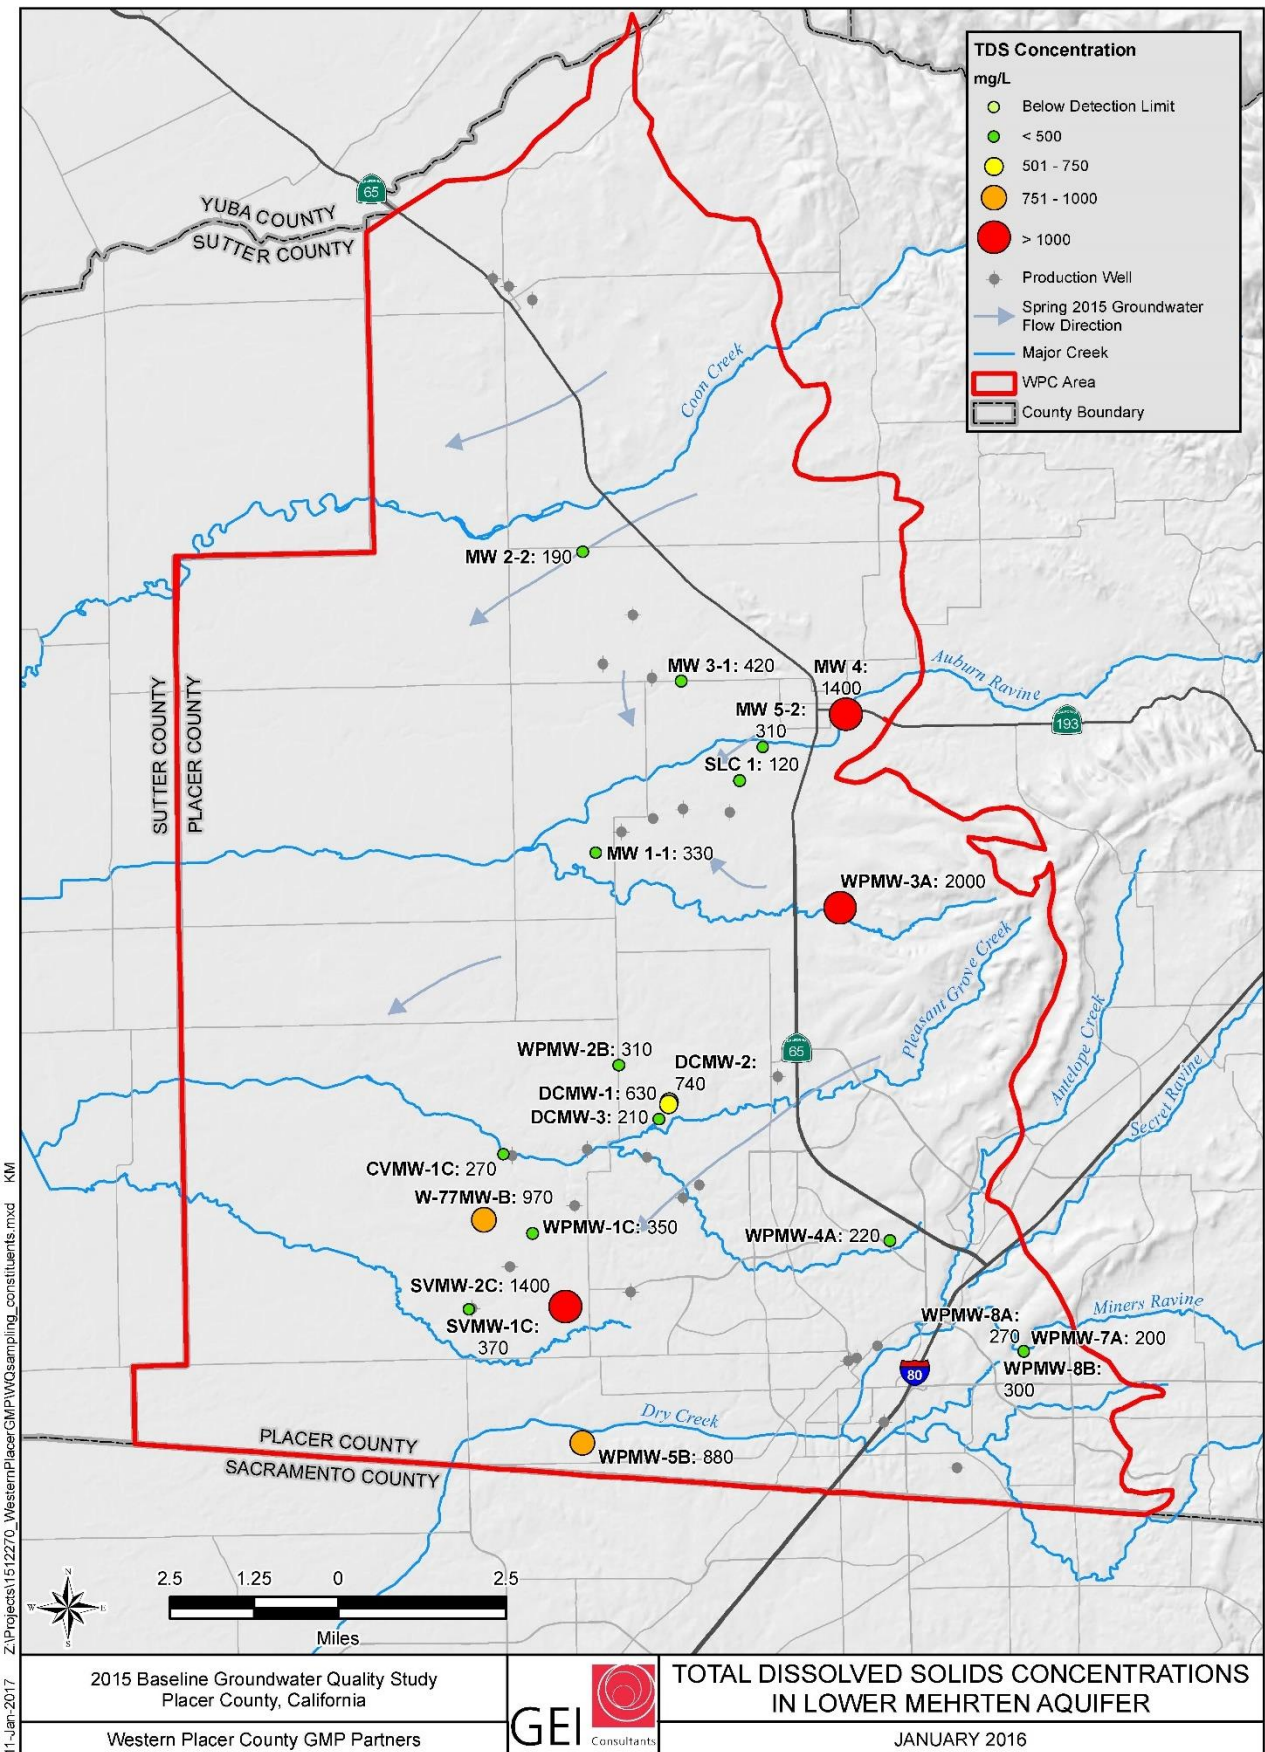 TDS Concentration
mg/L
Below Detection Limit
< 500
501 - 750
751 - 1000
> 1000
Production Well
Spring 2015 Groundwater
Flow Direction
Major Creek
WPC Area
County Boundary
65
YUBA COUNTY
SUTTER COUNTY
Coon Creek
MW 2-2: 190
MW 3-1: 420
MW 4:
1400
Auburn Ravine
193
MW 5-2:
310
SLC 1: 120
SUTTER COUNTY
PLACER COUNTY
MW 1-1: 330
WPMW-3A: 2000
Pleasant Grove Creek
Antelope Creek
Secret Ravine
65
WPMW-2B: 310
DCMW-2:
740
DCMW-1: 630
DCMW-3: 210
CVMW-1C: 270
W-77MW-B: 970
WPMW-1C: 350
WPMW-4A: 220
SVMW-2C: 1400
SVMW-1C:
370
Miners Ravine
WPMW-8A:
270
WPMW-7A: 200
WPMW-8B:
300
80
Dry Creek
WPMW-5B: 880
PLACER COUNTY
SACRAMENTO COUNTY
N
W
E
S
2.5 1.25 0 2.5
Miles
11-Jan-2017 Z:\Projects\1512270_WesternPlacerGMP\WQsampling_constituents.mxd KM
2015 Baseline Groundwater Quality Study
Placer County, California
Western Placer County GMP Partners
GEI
Consultants
TOTAL DISSOLVED SOLIDS CONCENTRATIONS
IN LOWER MEHRTEN AQUIFER
JANUARY 2016